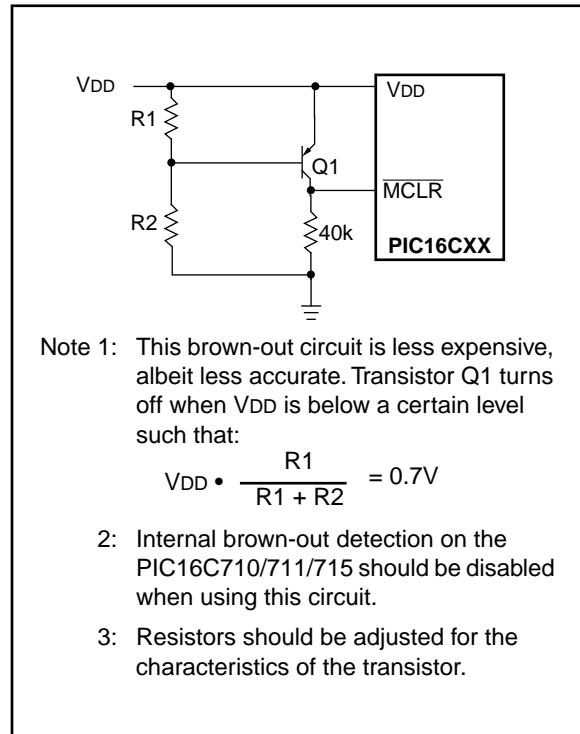 VDD
VDD
R1
Q1
MCLR
R2
40k
PIC16CXX
Note 1: This brown-out circuit is less expensive,
albeit less accurate. Transistor Q1 turns
off when VDD is below a certain level
such that:
VDD • R1 / R1 + R2 = 0.7V
2: Internal brown-out detection on the
PIC16C710/711/715 should be disabled
when using this circuit.
3: Resistors should be adjusted for the
characteristics of the transistor.